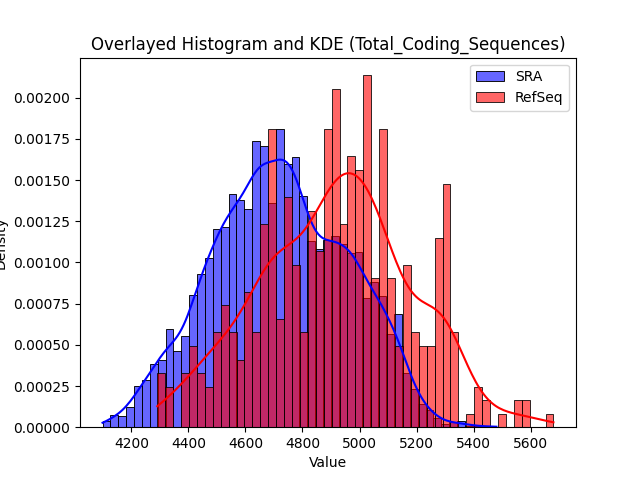 Overlayed Histogram and KDE (Total_Coding_Sequences)
SRA
RefSeq
0.00200
0.00175
0.00150
0.00125
0.00100
0.00075
0.00050
0.00025
0.00000
Density
4200 4400 4600 4800 5000 5200 5400 5600
Value